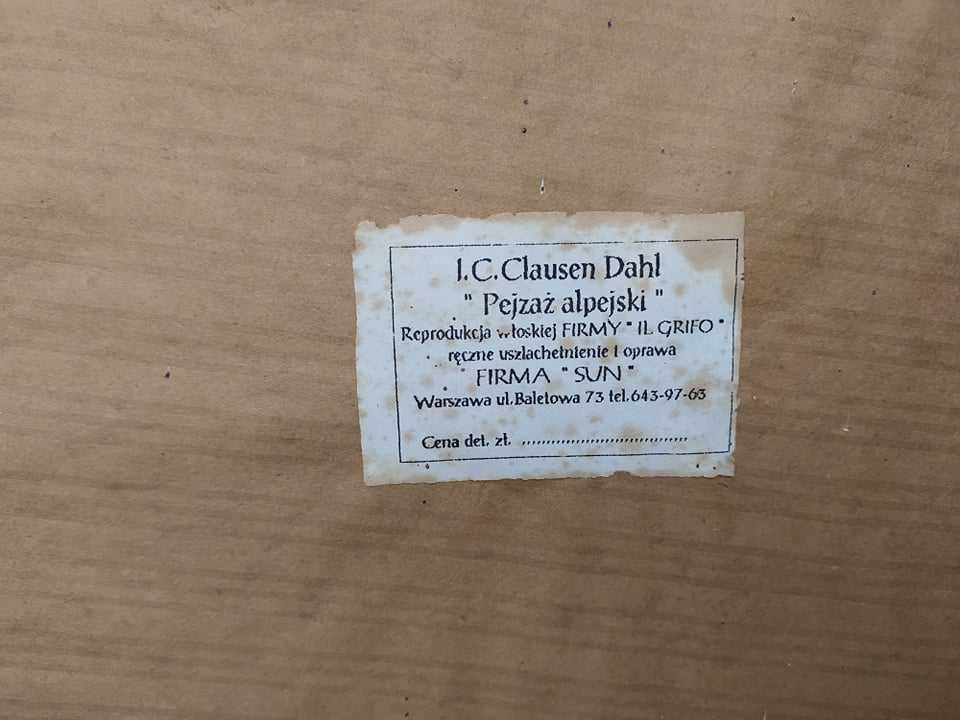 J.C.Clausen Dahl
" Pejzaż alpejski "
Reprodukcja włoskiej FIRMY " IL GRIFO "
ręczne uszlachetnienie i oprawa
FIRMA " SUN "
Warszawa ul.Baletowa 73 tel.643-97-63
Cena det. zł. ..................................